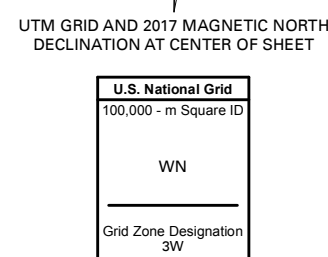 UTM GRID AND 2017 MAGNETIC NORTH
DECLINATION AT CENTER OF SHEET
U.S. National Grid
100,000 - m Square ID
WN
Grid Zone Designation
3W